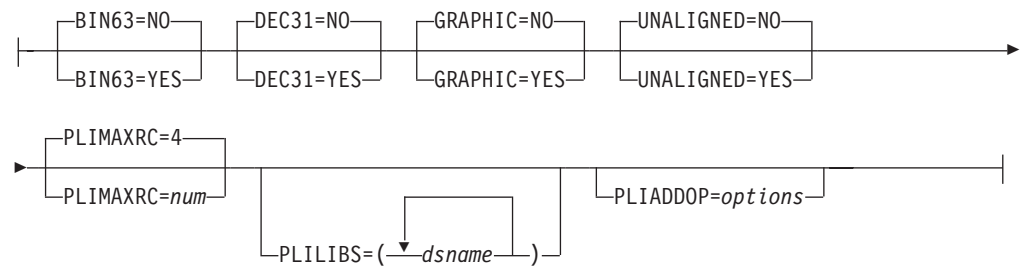 BIN63=NO DEC31=NO GRAPHIC=NO UNALIGNED=NO
BIN63=YES DEC31=YES GRAPHIC=YES UNALIGNED=YES
PLIMAXRC=4
PLIMAXRC=num PLIADDOP=options
PLILIBS=( dsname )